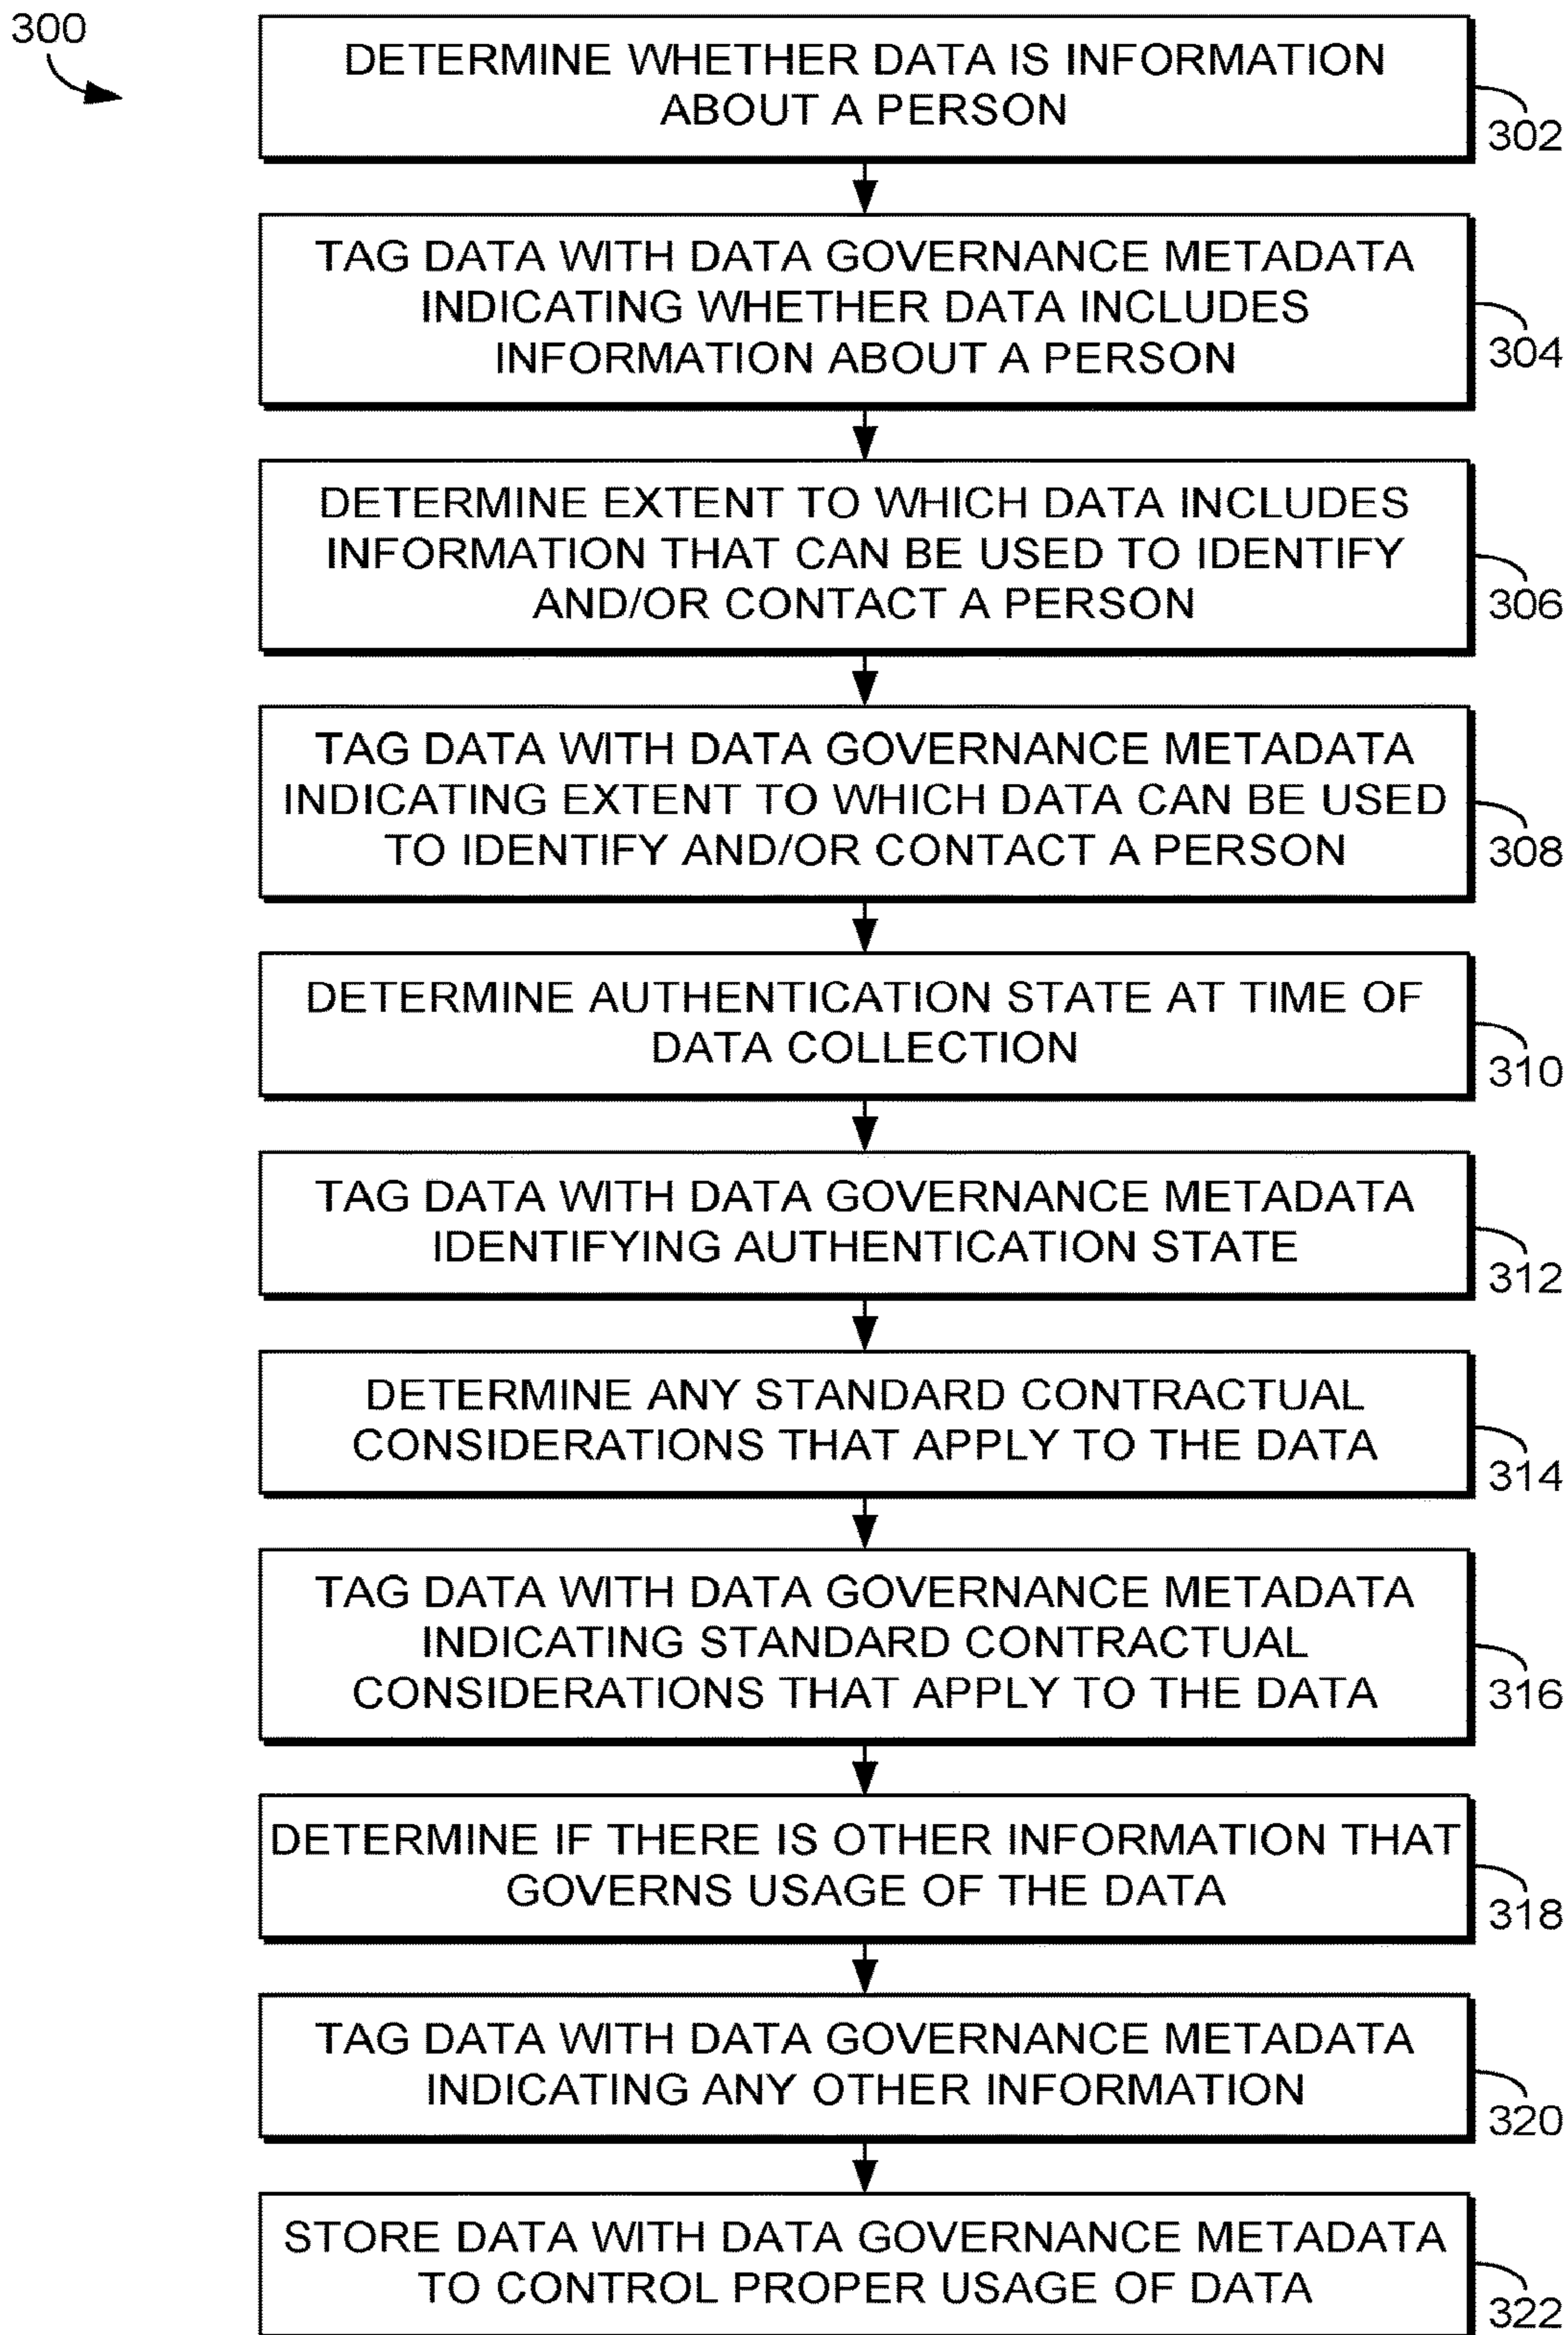 300
DETERMINE WHETHER DATA IS INFORMATION
ABOUT A PERSON
302
TAG DATA WITH DATA GOVERNANCE METADATA
INDICATING WHETHER DATA INCLUDES
INFORMATION ABOUT A PERSON
304
DETERMINE EXTENT TO WHICH DATA INCLUDES
INFORMATION THAT CAN BE USED TO IDENTIFY
AND/OR CONTACT A PERSON
306
TAG DATA WITH DATA GOVERNANCE METADATA
INDICATING EXTENT TO WHICH DATA CAN BE USED
TO IDENTIFY AND/OR CONTACT A PERSON
308
DETERMINE AUTHENTICATION STATE AT TIME OF
DATA COLLECTION
310
TAG DATA WITH DATA GOVERNANCE METADATA
IDENTIFYING AUTHENTICATION STATE
312
DETERMINE ANY STANDARD CONTRACTUAL
CONSIDERATIONS THAT APPLY TO THE DATA
314
TAG DATA WITH DATA GOVERNANCE METADATA
INDICATING STANDARD CONTRACTUAL
CONSIDERATIONS THAT APPLY TO THE DATA
316
DETERMINE IF THERE IS OTHER INFORMATION THAT
GOVERNS USAGE OF THE DATA
318
TAG DATA WITH DATA GOVERNANCE METADATA
INDICATING ANY OTHER INFORMATION
320
STORE DATA WITH DATA GOVERNANCE METADATA
TO CONTROL PROPER USAGE OF DATA
322